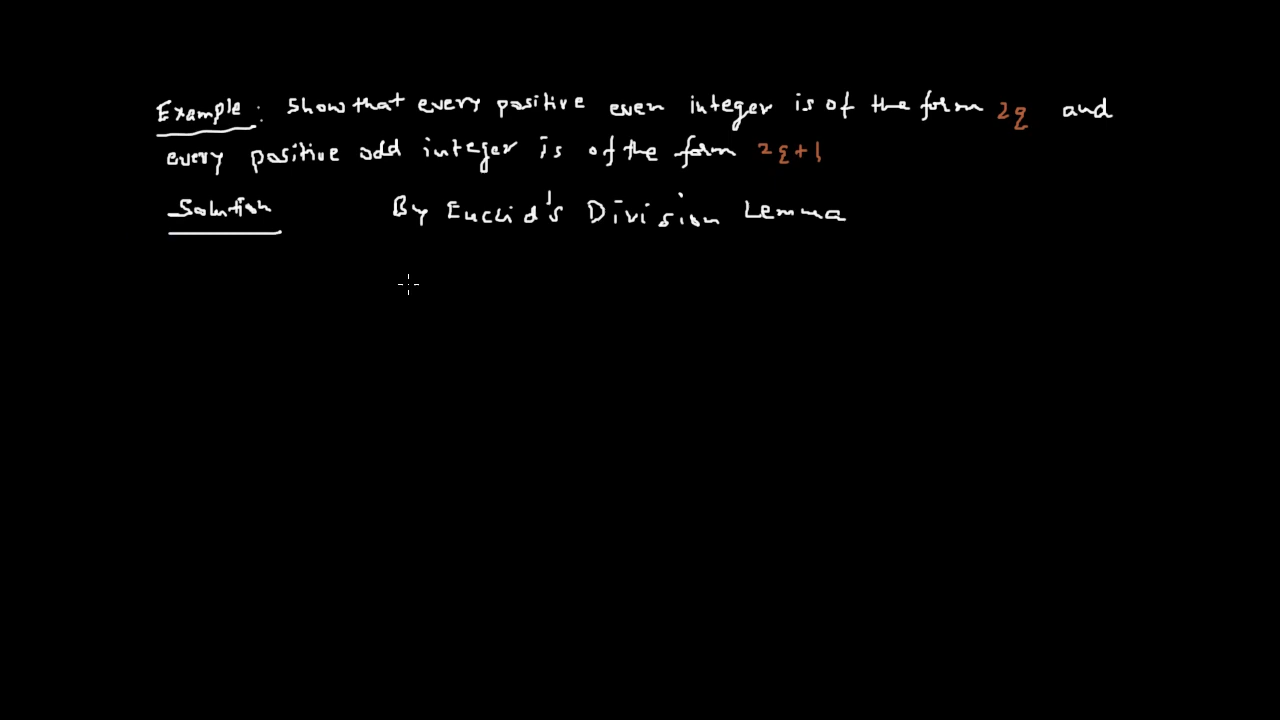 Example: Show that every positive even integer is of the form 2q and
every positive odd integer is of the form 2q+1
Solution By Euclid's Division Lemma